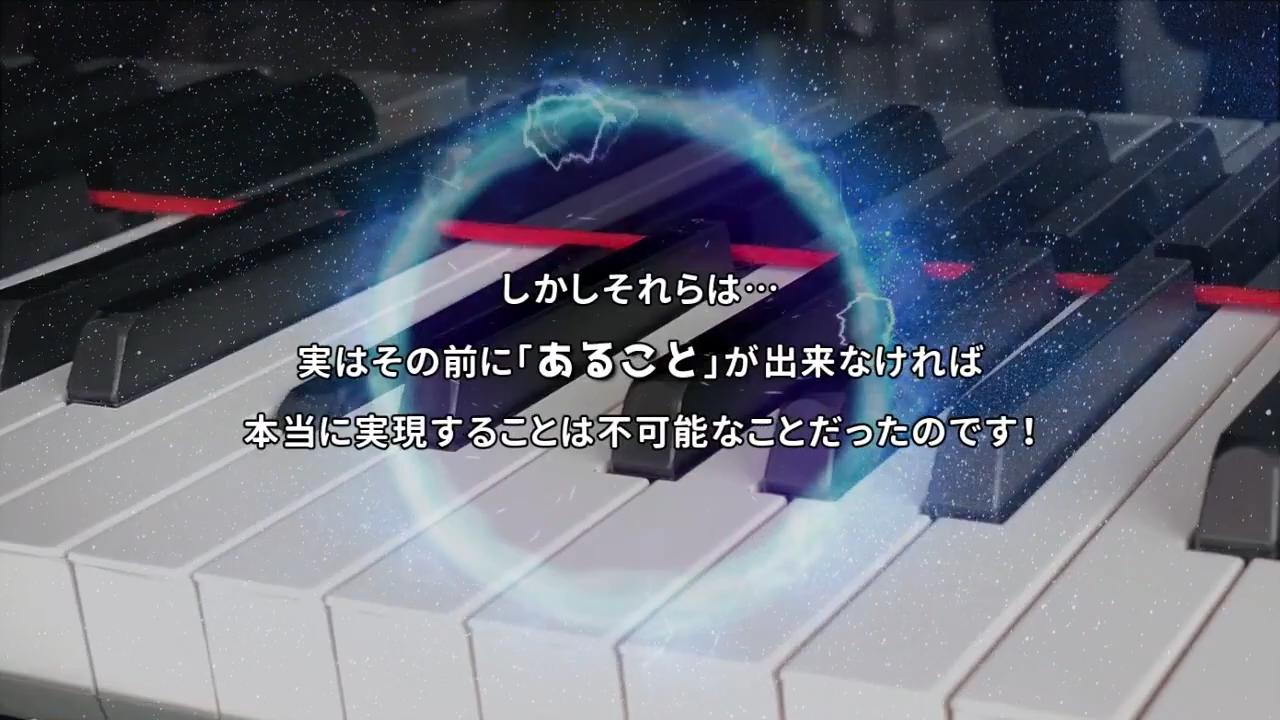 しかしそれらは…
実はその前に｢あること｣が出来なければ
本当に実現することは不可能なことだったのです！